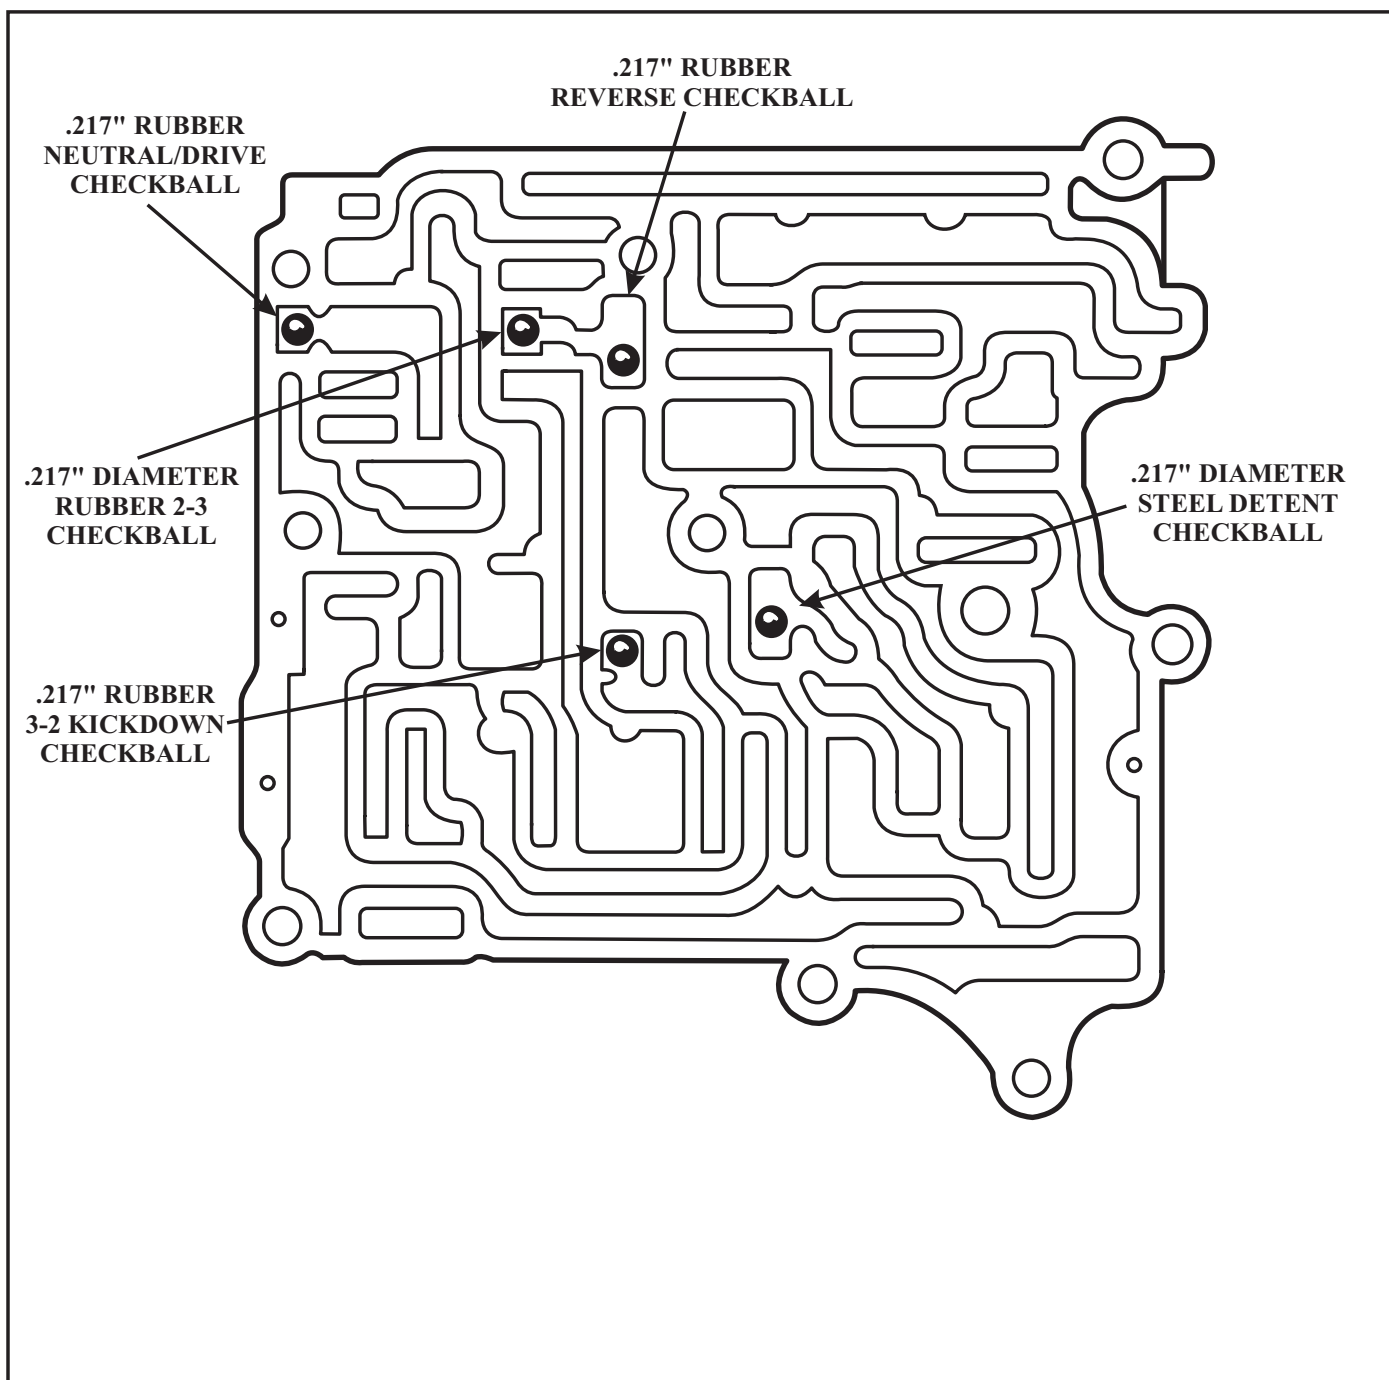 .217" RUBBER
REVERSE CHECKBALL
.217" RUBBER
NEUTRAL/DRIVE
CHECKBALL
.217" DIAMETER
RUBBER 2-3
CHECKBALL
.217" DIAMETER
STEEL DETENT
CHECKBALL
.217" RUBBER
3-2 KICKDOWN
CHECKBALL